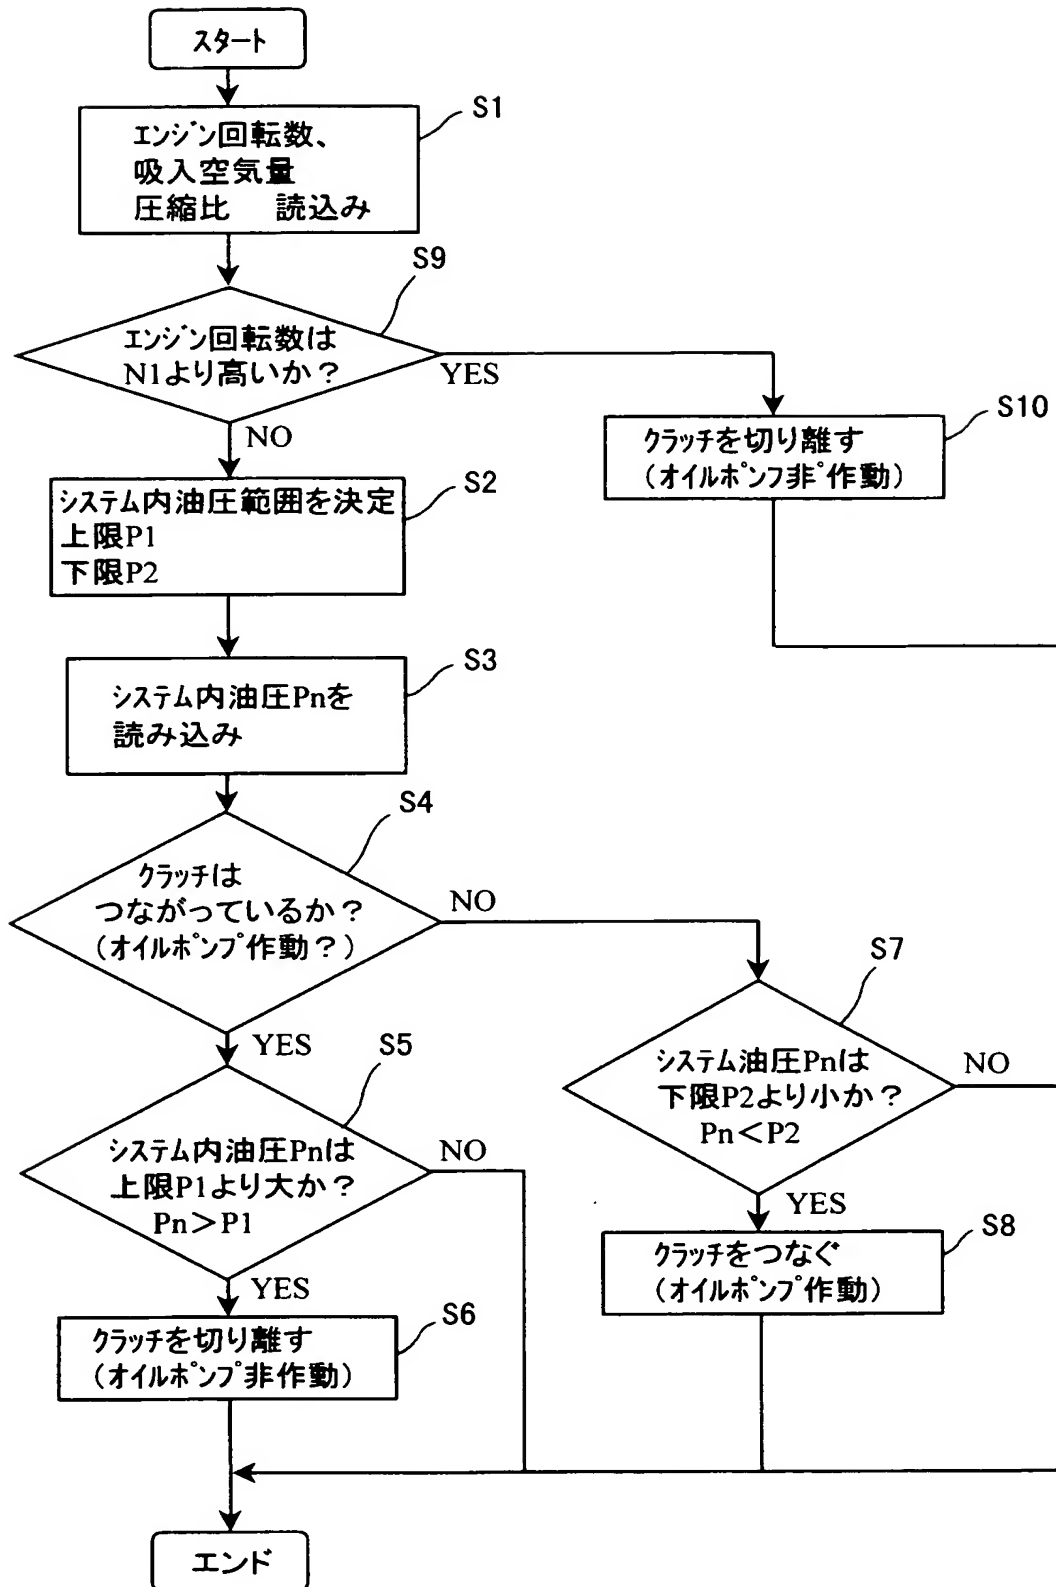 スタート
S1
エンジン回転数、
吸入空気量
圧縮比　読込み
S9
エンジン回転数は
N1より高いか？
YES
NO
S10
クラッチを切り離す
(オイルポンプ非作動)
S2
システム内油圧範囲を決定
上限P1
下限P2
S3
システム内油圧Pnを
読み込み
S4
クラッチは
つながっているか？
(オイルポンプ作動？)
NO
YES
S7
システム油圧Pnは
下限P2より小か？
Pn＜P2
NO
YES
S5
システム内油圧Pnは
上限P1より大か？
Pn＞P1
NO
YES
S8
クラッチをつなぐ
(オイルポンプ作動)
S6
クラッチを切り離す
(オイルポンプ非作動)
エンド